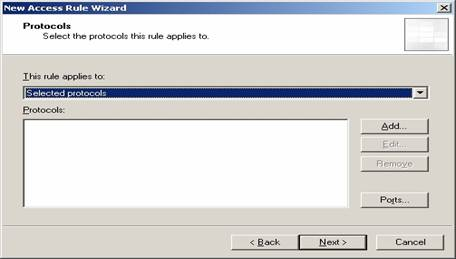 New Access Rule Wizard
Protocols
Select the protocols this rule applies to.
This rule applies to:
Selected protocols
Protocols:
Add...
Edit...
Remove
Ports...
< Back
Next >
Cancel